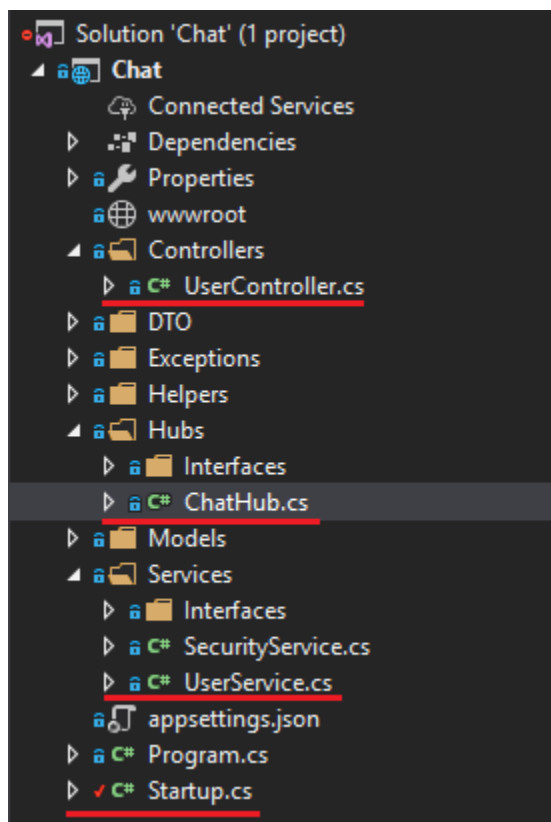 Solution 'Chat' (1 project)
Chat
Connected Services
Dependencies
Properties
wwwroot
Controllers
C# UserController.cs
DTO
Exceptions
Helpers
Hubs
Interfaces
C# ChatHub.cs
Models
Services
Interfaces
C# SecurityService.cs
C# UserService.cs
appsettings.json
C# Program.cs
C# Startup.cs